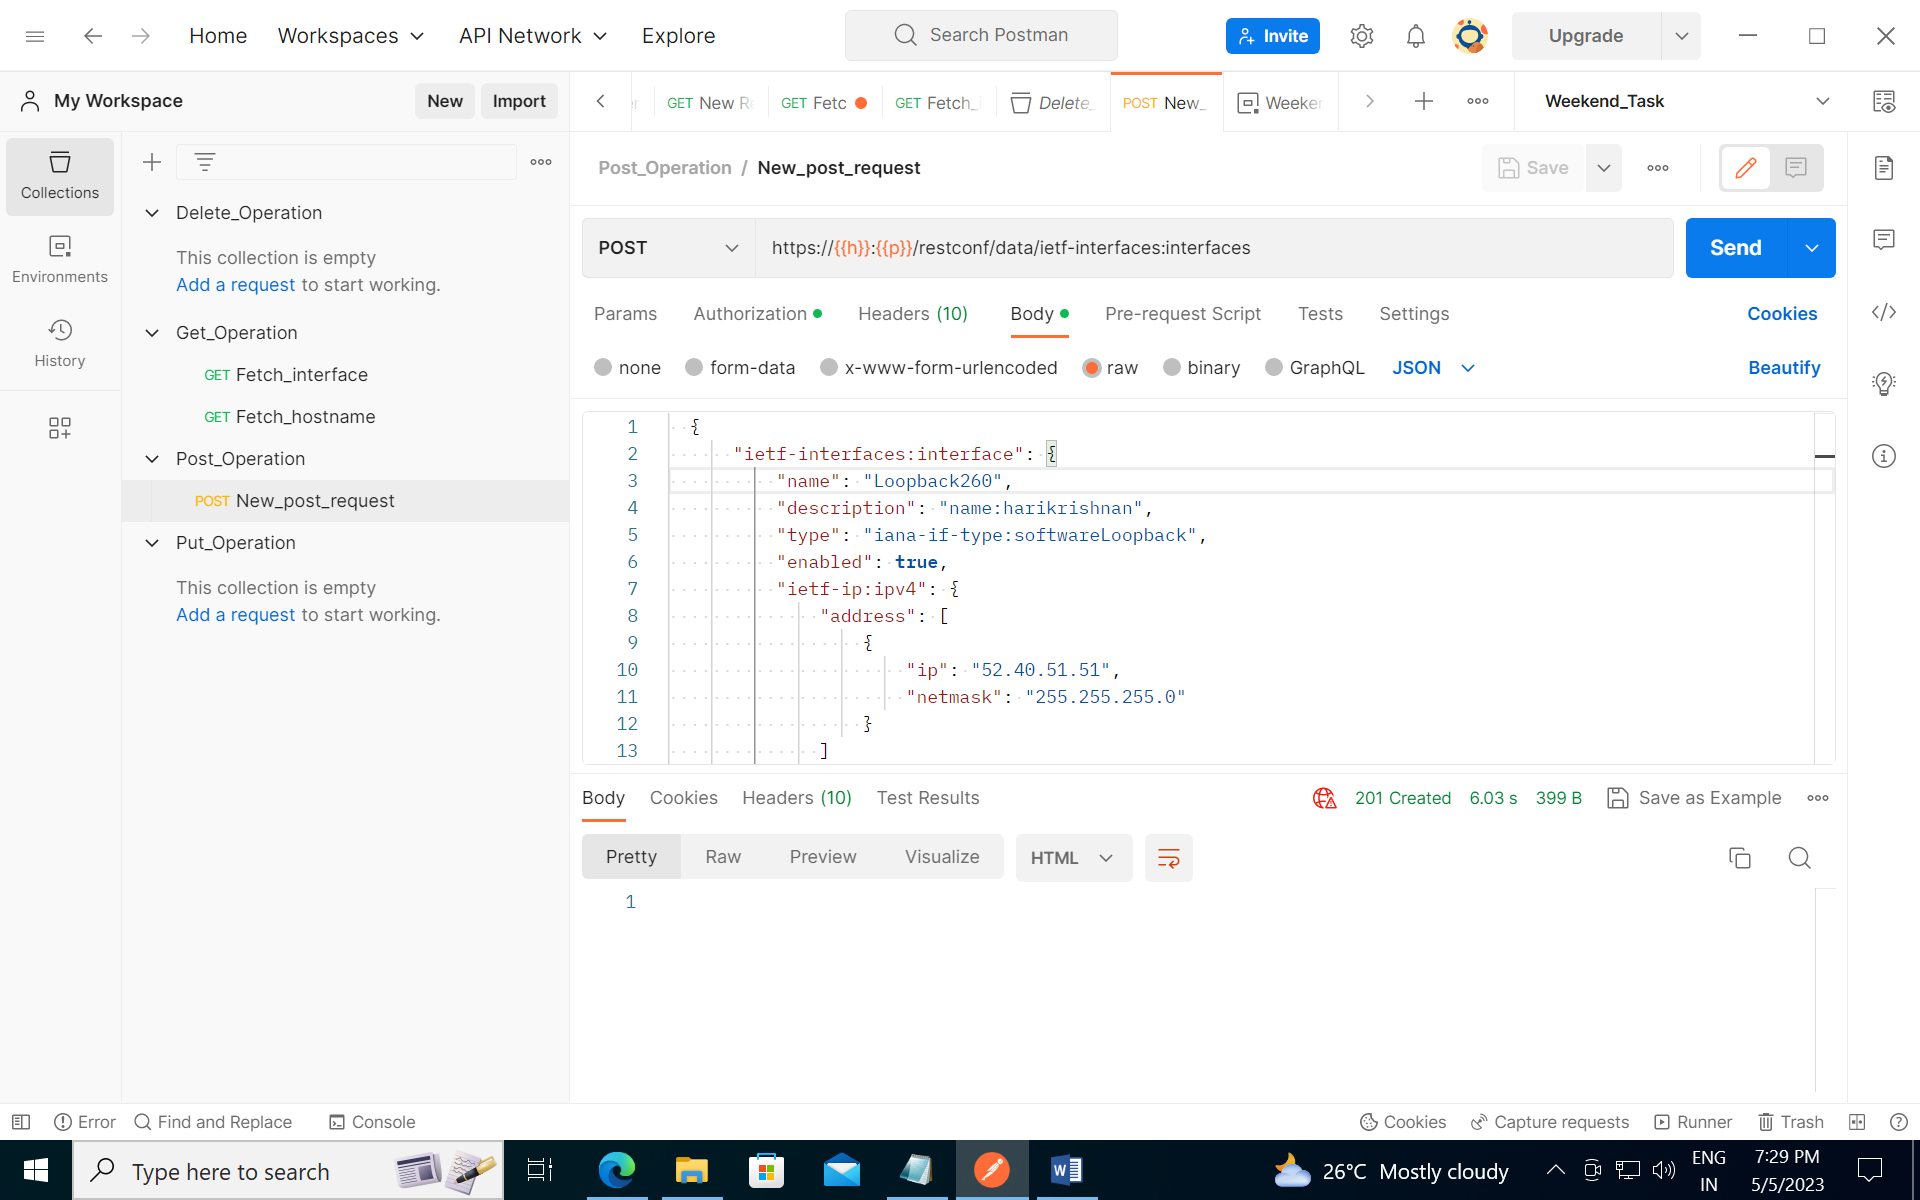 Home Workspaces API Network Explore Search Postman Invite Upgrade
My Workspace New Import
GET New R GET Fetc GET Fetch_i Delete_ POST New_ Weeke Weekend_Task
Collections
Environments
History
Delete_Operation
This collection is empty
Add a request to start working.
Get_Operation
GET Fetch_interface
GET Fetch_hostname
Post_Operation
POST New_post_request
Put_Operation
This collection is empty
Add a request to start working.
Post_Operation / New_post_request Save
POST https://{{h}}:{{p}}/restconf/data/ietf-interfaces:interfaces Send
Params Authorization Headers (10) Body Pre-request Script Tests Settings Cookies
none form-data x-www-form-urlencoded raw binary GraphQL JSON Beautify
1 {
2 "ietf-interfaces:interface": {
3 "name": "Loopback260",
4 "description": "name:harikrishnan",
5 "type": "iana-if-type:softwareLoopback",
6 "enabled": true,
7 "ietf-ip:ipv4": {
8 "address": [
9 {
10 "ip": "52.40.51.51",
11 "netmask": "255.255.255.0"
12 }
13 ]
Body Cookies Headers (10) Test Results 201 Created 6.03 s 399 B Save as Example
Pretty Raw Preview Visualize HTML
1
Error Find and Replace Console Cookies Capture requests Runner Trash
Type here to search 26°C Mostly cloudy ENG IN 7:29 PM 5/5/2023